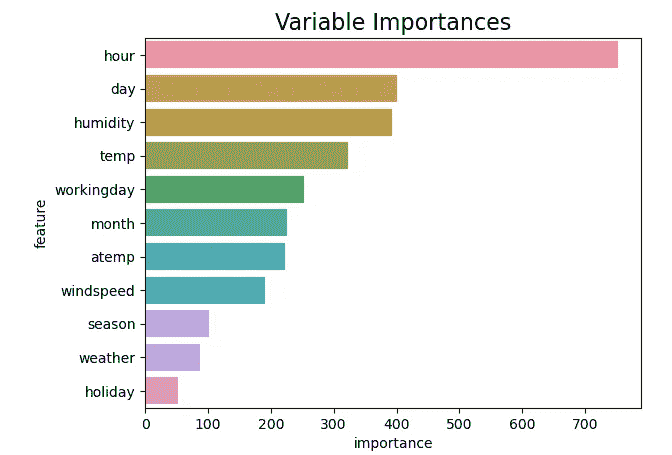 Variable Importances
hour
day
humidity
temp
workingday
month
atemp
windspeed
season
weather
holiday
feature
0 100 200 300 400 500 600 700
importance